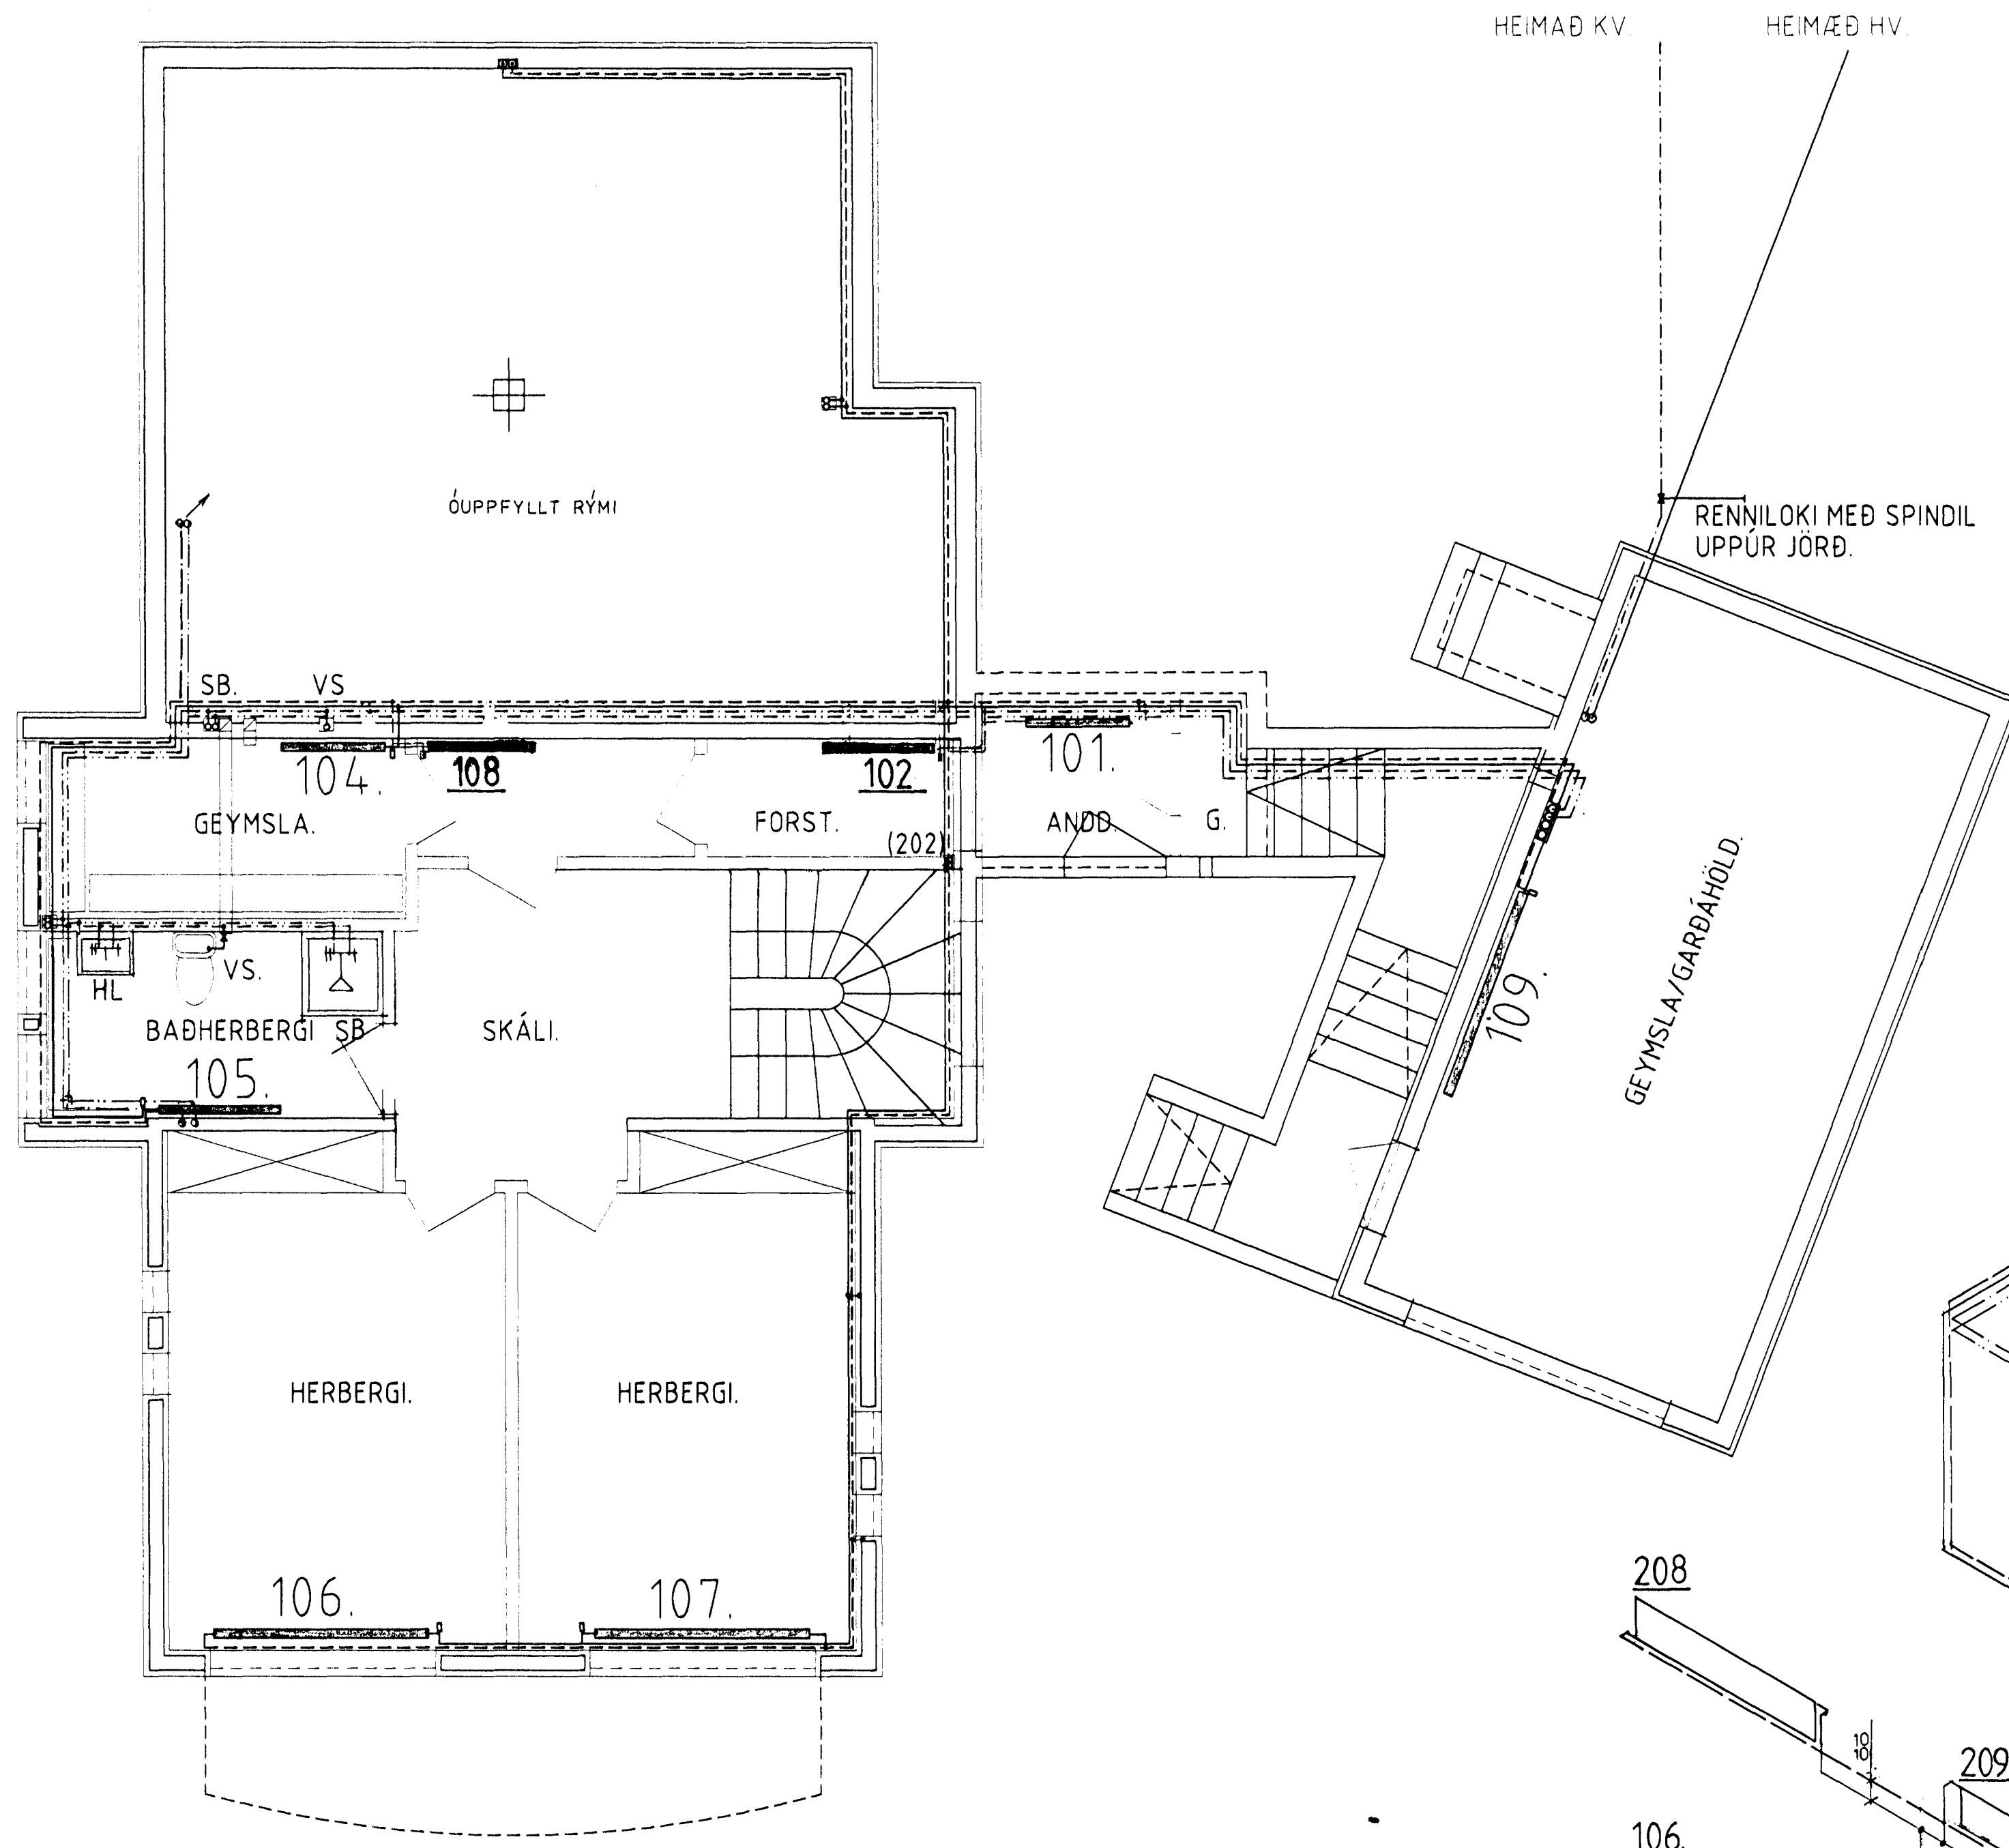 HEIMAÐ KV.
HEIMÆÐ HV.
RENNILOKI MEÐ SPINDIL
UPPÚR JÖRÐ.
ÓUPPFYLLT RÝMI
SB.
VS
104.
108
102
101.
GEYMSLA.
FORST.
ANDD.
G.
(202)
VS.
HL
BAÐHERBERGI
SB
SKÁLI.
105.
109.
GEYMSLA/GARÐÁHÖLD.
HERBERGI.
HERBERGI.
106.
107.
208
10
10
209
106.